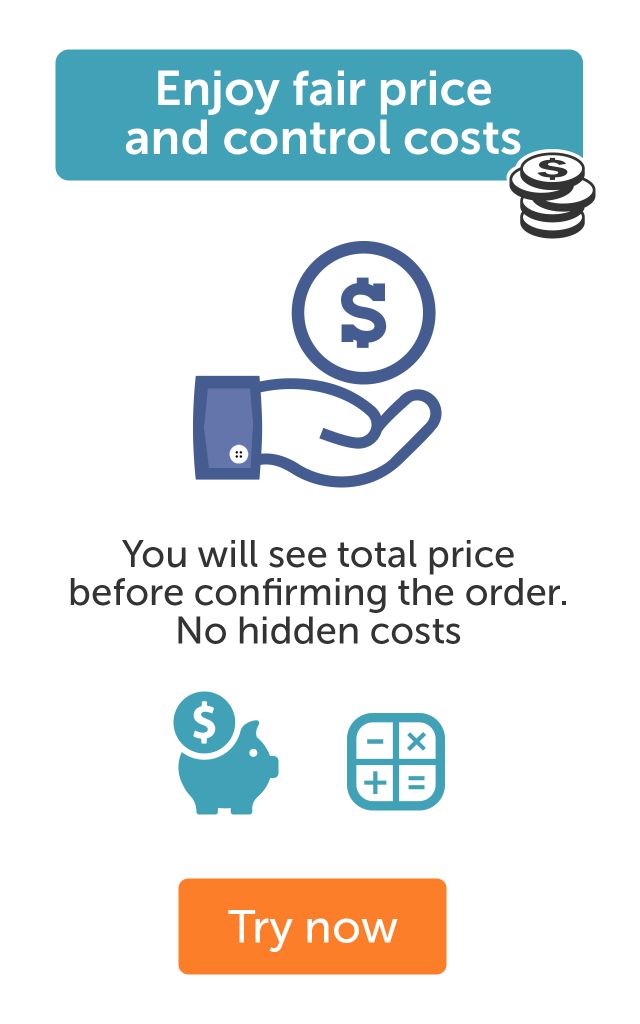 Enjoy fair price
and control costs
$
$
You will see total price
before confirming the order.
No hidden costs
$
− ×
+ =
Try now